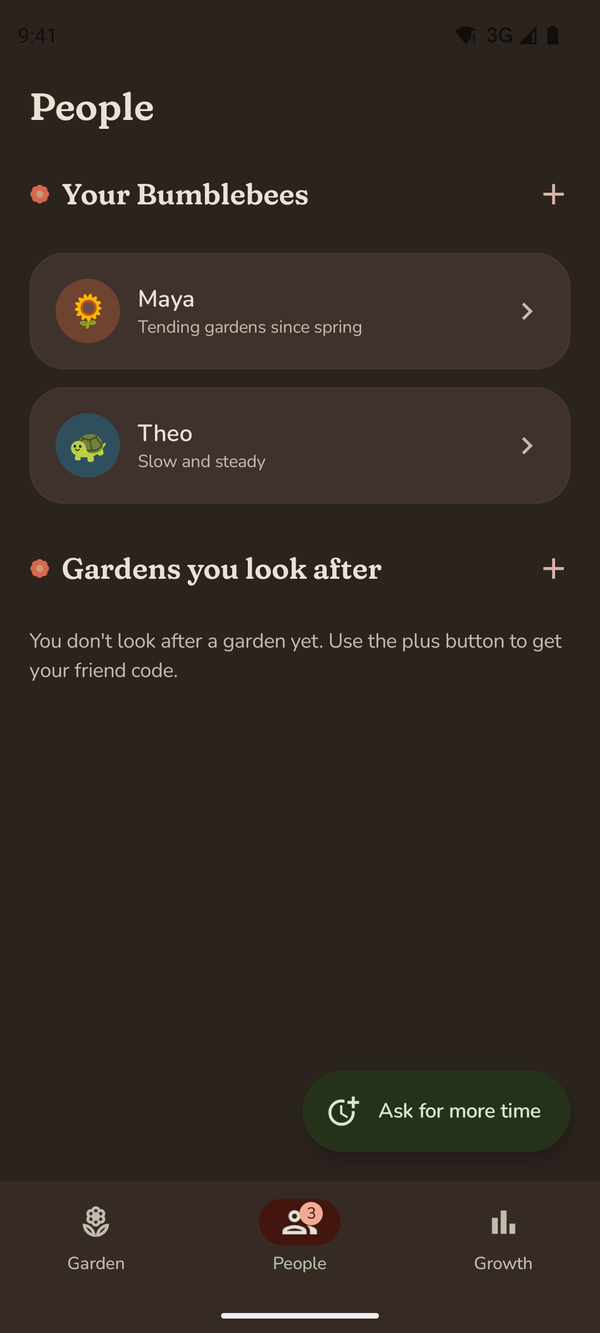 9:41
3G
People
Your Bumblebees
Maya
Tending gardens since spring
Theo
Slow and steady
Gardens you look after
You don't look after a garden yet. Use the plus button to get
your friend code.
Ask for more time
3
Garden
People
Growth